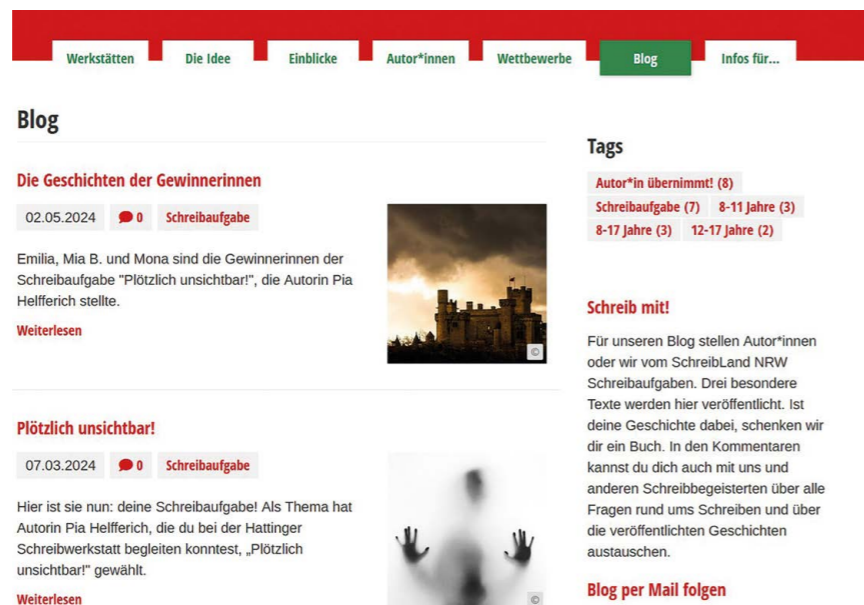 Werkstätten Die Idee Einblicke Autor*innen Wettbewerbe Blog Infos für...
Blog
Die Geschichten der Gewinnerinnen
02.05.2024 0 Schreibaufgabe
Emilia, Mia B. und Mona sind die Gewinnerinnen der
Schreibaufgabe "Plötzlich unsichtbar!", die Autorin Pia
Helfferich stellte.
Weiterlesen
©
Plötzlich unsichtbar!
07.03.2024 0 Schreibaufgabe
Hier ist sie nun: deine Schreibaufgabe! Als Thema hat
Autorin Pia Helfferich, die du bei der Hattinger
Schreibwerkstatt begleiten konntest, „Plötzlich
unsichtbar!" gewählt.
Weiterlesen
©
Tags
Autor*in übernimmt! (8)
Schreibaufgabe (7) 8-11 Jahre (3)
8-17 Jahre (3) 12-17 Jahre (2)
Schreib mit!
Für unseren Blog stellen Autor*innen
oder wir vom SchreibLand NRW
Schreibaufgaben. Drei besondere
Texte werden hier veröffentlicht. Ist
deine Geschichte dabei, schenken wir
dir ein Buch. In den Kommentaren
kannst du dich auch mit uns und
anderen Schreibbegeisterten über alle
Fragen rund ums Schreiben und über
die veröffentlichten Geschichten
austauschen.
Blog per Mail folgen